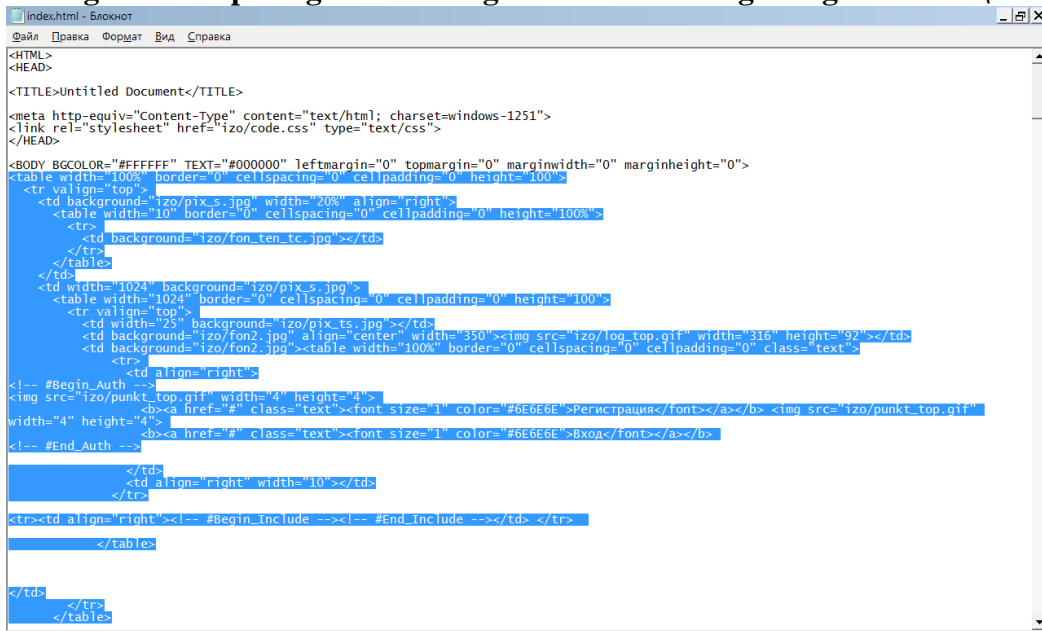 index.html - Блокнот
Файл Правка Формат Вид Справка
<HTML>
<HEAD>
<TITLE>Untitled Document</TITLE>
<meta http-equiv="Content-Type" content="text/html; charset=windows-1251">
<link rel="stylesheet" href="izo/code.css" type="text/css">
</HEAD>
<BODY BGCOLOR="#FFFFFF" TEXT="#000000" leftmargin="0" topmargin="0" marginwidth="0" marginheight="0">
<table width="100%" border="0" cellspacing="0" cellpadding="0" height="100">
<tr valign="top">
<td background="izo/pix_s.jpg" width="20%" align="right">
<table width="10" border="0" cellspacing="0" cellpadding="0" height="100%">
<tr>
<td background="izo/fon_ten_tc.jpg"></td>
</tr>
</table>
</td>
<td width="1024" background="izo/pix_s.jpg">
<table width="1024" border="0" cellspacing="0" cellpadding="0" height="100">
<tr valign="top">
<td width="25" background="izo/pix_ts.jpg"></td>
<td background="izo/fon2.jpg" align="center" width="350"><img src="izo/log_top.gif" width="316" height="92"></td>
<td background="izo/fon2.jpg"><table width="100%" border="0" cellspacing="0" cellpadding="0" class="text">
<tr>
<td align="right">
<!-- #Begin_Auth -->
<img src="izo/punkt_top.gif" width="4" height="4">
<b><a href="#" class="text"><font size="1" color="#6E6E6E">Регистрация</font></a></b> <img src="izo/punkt_top.gif"
width="4" height="4">
<b><a href="#" class="text"><font size="1" color="#6E6E6E">Вход</font></a></b>
<!-- #End_Auth -->
</td>
<td align="right" width="10"></td>
</tr>
<tr><td align="right"><!-- #Begin_Include --><!-- #End_Include --></td> </tr>
</table>
</td>
</tr>
</table>